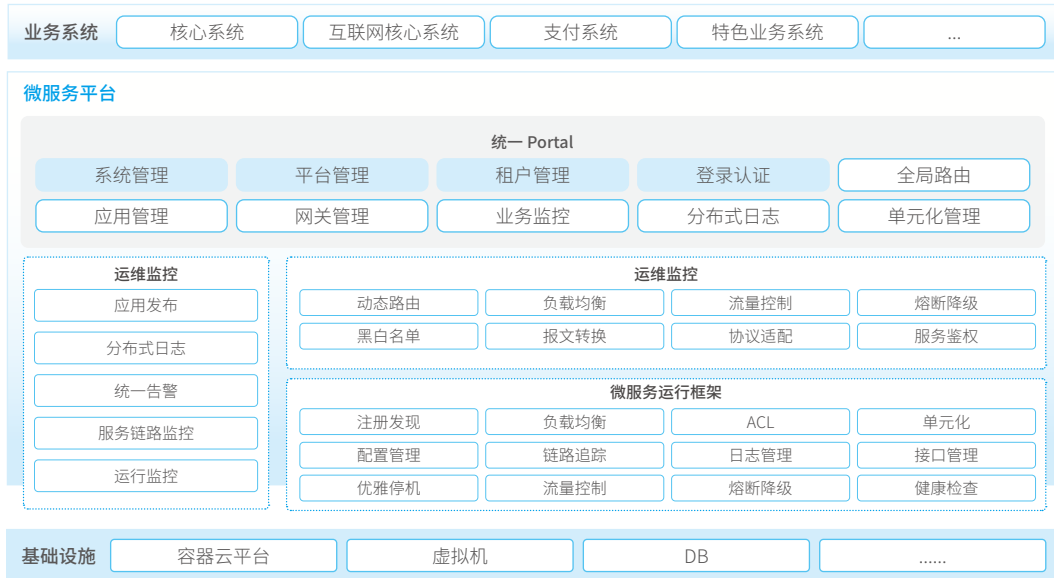 业务系统 核心系统 互联网核心系统 支付系统 特色业务系统 ...
微服务平台
统一 Portal
系统管理 平台管理 租户管理 登录认证 全局路由
应用管理 网关管理 业务监控 分布式日志 单元化管理
运维监控
应用发布
分布式日志
统一告警
服务链路监控
运行监控
运维监控
动态路由 负载均衡 流量控制 熔断降级
黑白名单 报文转换 协议适配 服务鉴权
微服务运行框架
注册发现 负载均衡 ACL 单元化
配置管理 链路追踪 日志管理 接口管理
优雅停机 流量控制 熔断降级 健康检查
基础设施 容器云平台 虚拟机 DB ......